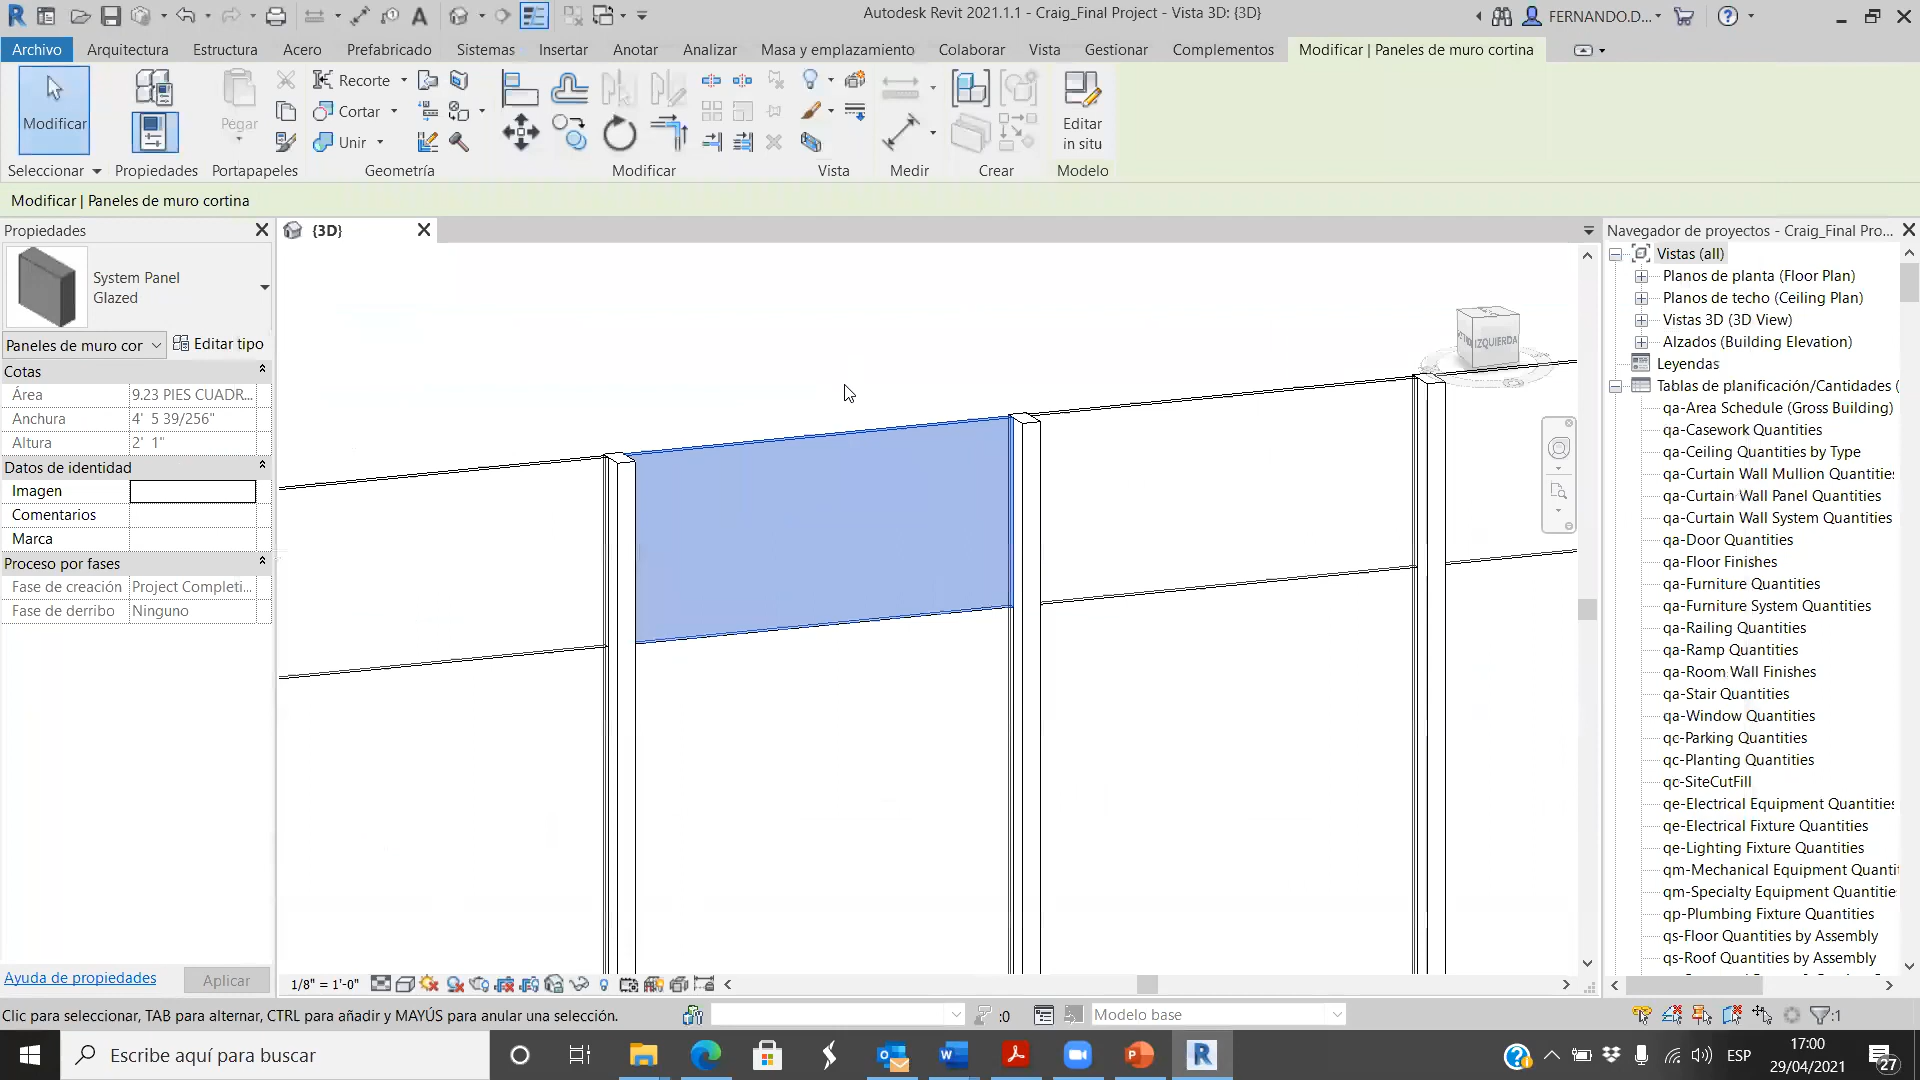 Autodesk Revit 2021.1.1 - Craig_Final Project - Vista 3D: {3D}
FERNANDO.D...
Archivo Arquitectura Estructura Acero Prefabricado Sistemas Insertar Anotar Analizar Masa y emplazamiento Colaborar Vista Gestionar Complementos Modificar | Paneles de muro cortina
Modificar
Pegar
Recorte
Cortar
Unir
Editar
in situ
Seleccionar Propiedades Portapapeles Geometría Modificar Vista Medir Crear Modelo
Modificar | Paneles de muro cortina
Propiedades
System Panel
Glazed
Paneles de muro cor
Editar tipo
Cotas
Área 9.23 PIES CUADR...
Anchura 4' 5 39/256"
Altura 2' 1"
Datos de identidad
Imagen
Comentarios
Marca
Proceso por fases
Fase de creación Project Completi...
Fase de derribo Ninguno
Ayuda de propiedades
Aplicar
{3D}
IZQUIERDA
1/8" = 1'-0"
Navegador de proyectos - Craig_Final Pro...
Vistas (all)
Planos de planta (Floor Plan)
Planos de techo (Ceiling Plan)
Vistas 3D (3D View)
Alzados (Building Elevation)
Leyendas
Tablas de planificación/Cantidades (
qa-Area Schedule (Gross Building)
qa-Casework Quantities
qa-Ceiling Quantities by Type
qa-Curtain Wall Mullion Quantities
qa-Curtain Wall Panel Quantities
qa-Curtain Wall System Quantities
qa-Door Quantities
qa-Floor Finishes
qa-Furniture Quantities
qa-Furniture System Quantities
qa-Railing Quantities
qa-Ramp Quantities
qa-Room Wall Finishes
qa-Stair Quantities
qa-Window Quantities
qc-Parking Quantities
qc-Planting Quantities
qc-SiteCutFill
qe-Electrical Equipment Quantities
qe-Electrical Fixture Quantities
qe-Lighting Fixture Quantities
qm-Mechanical Equipment Quanti
qm-Specialty Equipment Quantitie
qp-Plumbing Fixture Quantities
qs-Floor Quantities by Assembly
qs-Roof Quantities by Assembly
Clic para seleccionar, TAB para alternar, CTRL para añadir y MAYÚS para anular una selección.
:0
Modelo base
:1
Escribe aquí para buscar
ESP
17:00
29/04/2021
27